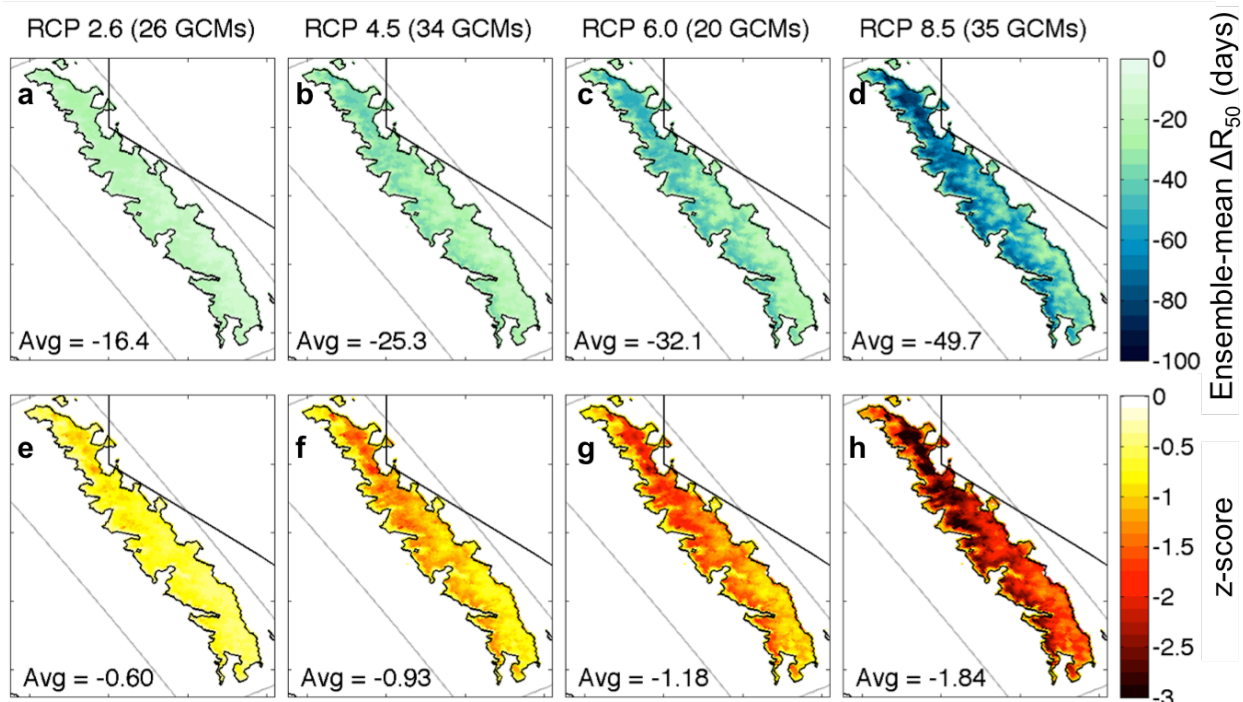 RCP 2.6 (26 GCMs) RCP 4.5 (34 GCMs) RCP 6.0 (20 GCMs) RCP 8.5 (35 GCMs)
a b c d
Avg = -16.4 Avg = -25.3 Avg = -32.1 Avg = -49.7
0
-20
-40
-60
-80
-100
Ensemble-mean ΔR50 (days)
e f g h
Avg = -0.60 Avg = -0.93 Avg = -1.18 Avg = -1.84
0
-0.5
-1
-1.5
-2
-2.5
-3
z-score